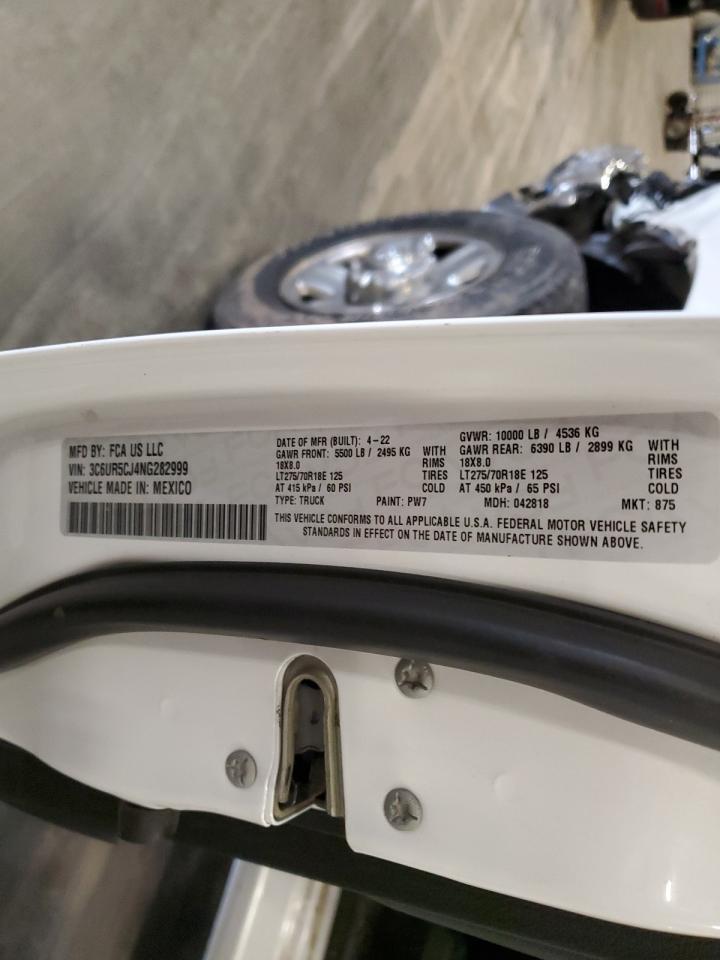 MFD BY: FCA US LLC
VIN: 3C6UR5CJ4NG282999
VEHICLE MADE IN: MEXICO
DATE OF MFR (BUILT): 4-22
GAWR FRONT: 5500 LB / 2495 KG WITH
18X8.0 RIMS
LT275/70R18E 125 TIRES
AT 415 kPa / 60 PSI COLD
TYPE: TRUCK PAINT: PW7
GVWR: 10000 LB / 4536 KG
GAWR REAR: 6390 LB / 2899 KG WITH
18X8.0 RIMS
LT275/70R18E 125 TIRES
AT 450 kPa / 65 PSI COLD
MDH: 042818 MKT: 875
THIS VEHICLE CONFORMS TO ALL APPLICABLE U.S.A. FEDERAL MOTOR VEHICLE SAFETY
STANDARDS IN EFFECT ON THE DATE OF MANUFACTURE SHOWN ABOVE.